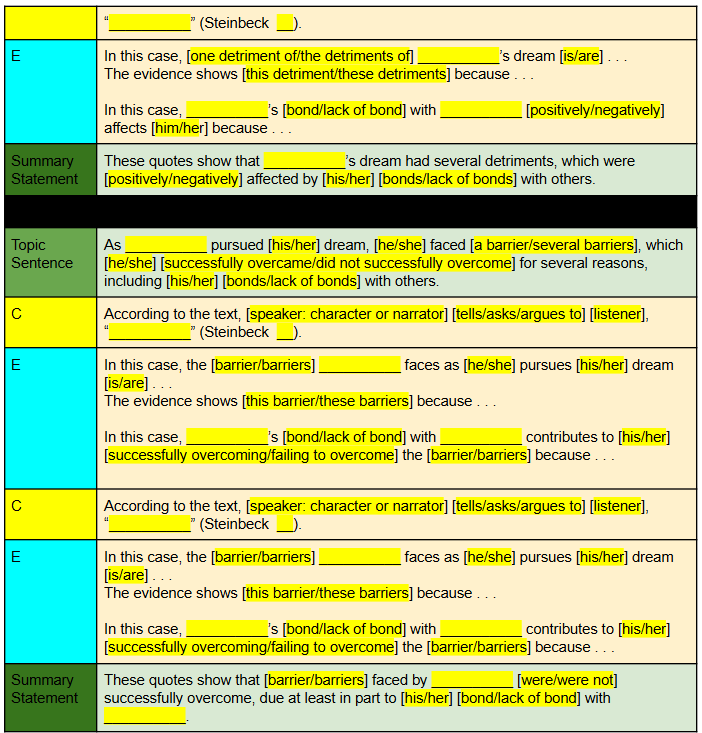 “__________” (Steinbeck __).
E
In this case, [one detriment of/the detriments of] __________’s dream [is/are] . . .
The evidence shows [this detriment/these detriments] because . . .
In this case, __________’s [bond/lack of bond] with __________ [positively/negatively]
affects [him/her] because . . .
Summary
Statement
These quotes show that __________’s dream had several detriments, which were
[positively/negatively] affected by [his/her] [bonds/lack of bonds] with others.
Topic
Sentence
As __________ pursued [his/her] dream, [he/she] faced [a barrier/several barriers], which
[he/she] [successfully overcame/did not successfully overcome] for several reasons,
including [his/her] [bonds/lack of bonds] with others.
C
According to the text, [speaker: character or narrator] [tells/asks/argues to] [listener],
“__________” (Steinbeck __).
E
In this case, the [barrier/barriers] __________ faces as [he/she] pursues [his/her] dream
[is/are] . . .
The evidence shows [this barrier/these barriers] because . . .
In this case, __________’s [bond/lack of bond] with __________ contributes to [his/her]
[successfully overcoming/failing to overcome] the [barrier/barriers] because . . .
C
According to the text, [speaker: character or narrator] [tells/asks/argues to] [listener],
“__________” (Steinbeck __).
E
In this case, the [barrier/barriers] __________ faces as [he/she] pursues [his/her] dream
[is/are] . . .
The evidence shows [this barrier/these barriers] because . . .
In this case, __________’s [bond/lack of bond] with __________ contributes to [his/her]
[successfully overcoming/failing to overcome] the [barrier/barriers] because . . .
Summary
Statement
These quotes show that [barrier/barriers] faced by __________ [were/were not]
successfully overcome, due at least in part to [his/her] [bond/lack of bond] with
__________.